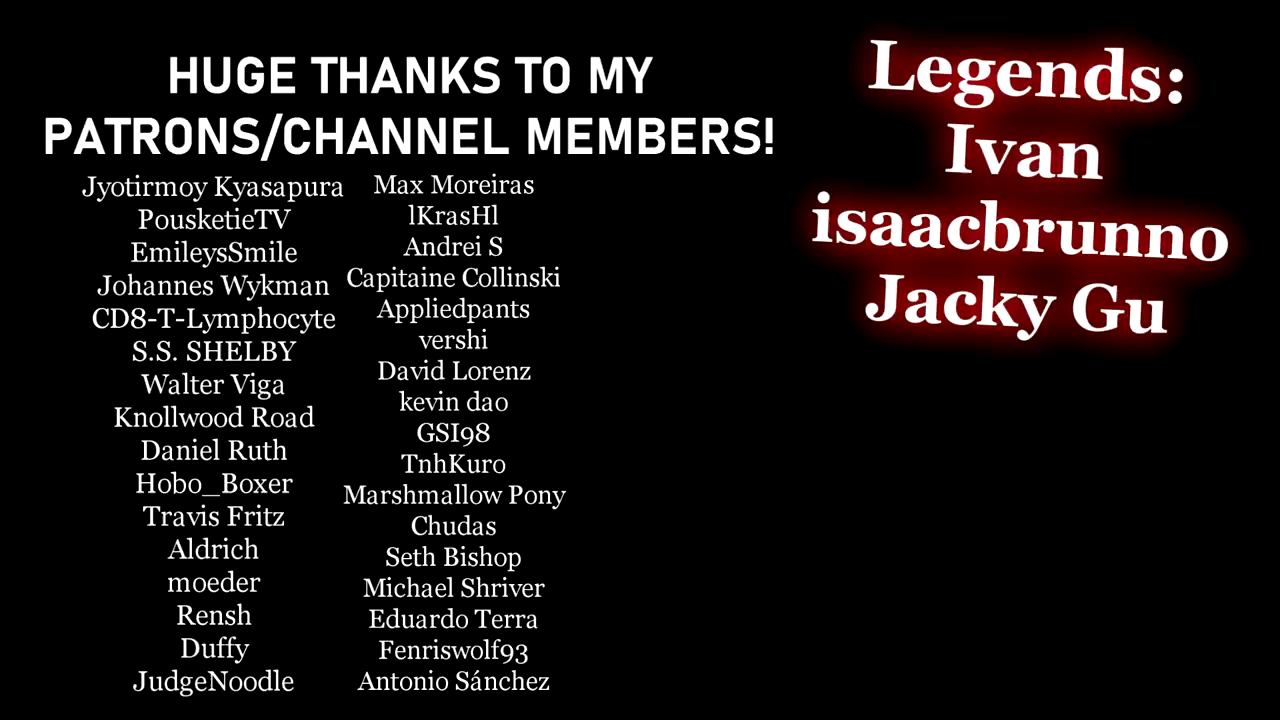 HUGE THANKS TO MY
PATRONS/CHANNEL MEMBERS!
Jyotirmoy Kyasapura
PousketieTV
EmileysSmile
Johannes Wykman
CD8-T-Lymphocyte
S.S. SHELBY
Walter Viga
Knollwood Road
Daniel Ruth
Hobo_Boxer
Travis Fritz
Aldrich
moeder
Rensh
Duffy
JudgeNoodle
Max Moreiras
lKrasHl
Andrei S
Capitaine Collinski
Appliedpants
vershi
David Lorenz
kevin dao
GSI98
TnhKuro
Marshmallow Pony
Chudas
Seth Bishop
Michael Shriver
Eduardo Terra
Fenriswolf93
Antonio Sánchez
Legends:
Ivan
isaacbrunno
Jacky Gu